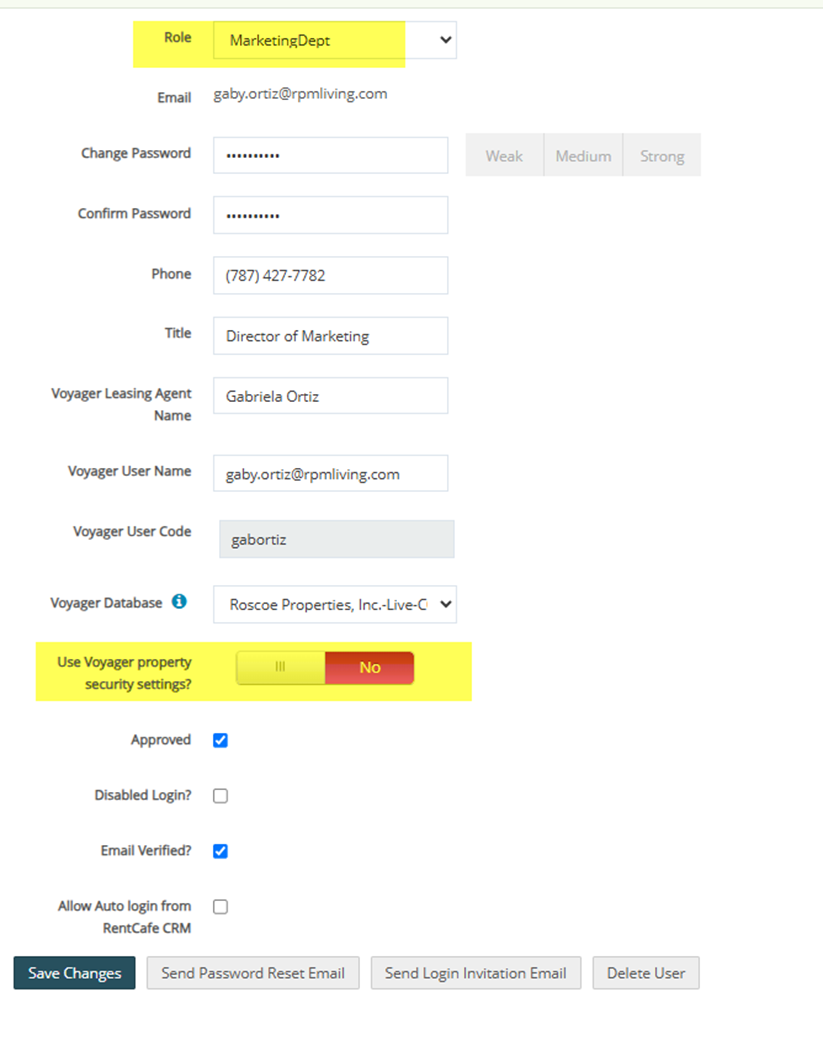 Role MarketingDept
Email gaby.ortiz@rpmliving.com
Change Password •••••••••• Weak Medium Strong
Confirm Password ••••••••••
Phone (787) 427-7782
Title Director of Marketing
Voyager Leasing Agent
Name
Gabriela Ortiz
Voyager User Name gaby.ortiz@rpmliving.com
Voyager User Code gabortiz
Voyager Database Roscoe Properties, Inc.-Live-C
Use Voyager property
security settings?
No
Approved
Disabled Login?
Email Verified?
Allow Auto login from
RentCafe CRM
Save Changes Send Password Reset Email Send Login Invitation Email Delete User